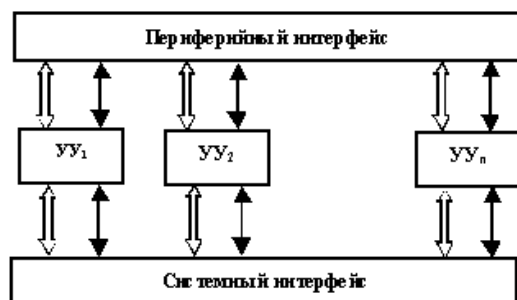 Периферийный интерфейс
УУ₁ УУ₂ УУₙ
Системный интерфейс